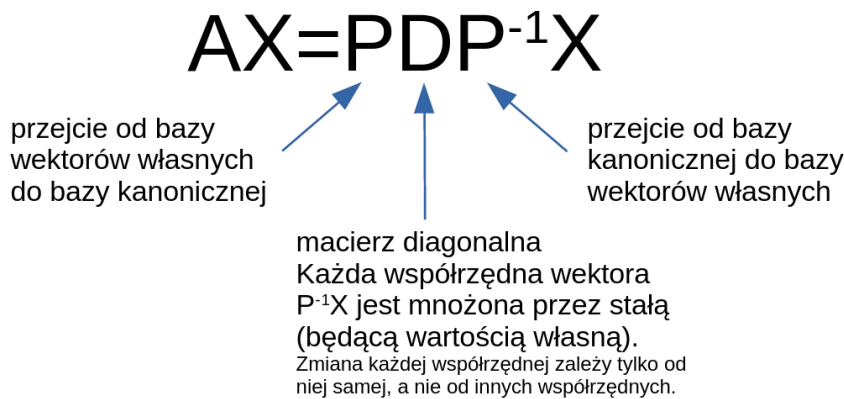 AX=PDP⁻¹X
przejcie od bazy
wektorów własnych
do bazy kanonicznej
przejcie od bazy
kanonicznej do bazy
wektorów własnych
macierz diagonalna
Każda współrzędna wektora
P⁻¹X jest mnożona przez stałą
(będącą wartością własną).
Zmiana każdej współrzędnej zależy tylko od
niej samej, a nie od innych współrzędnych.